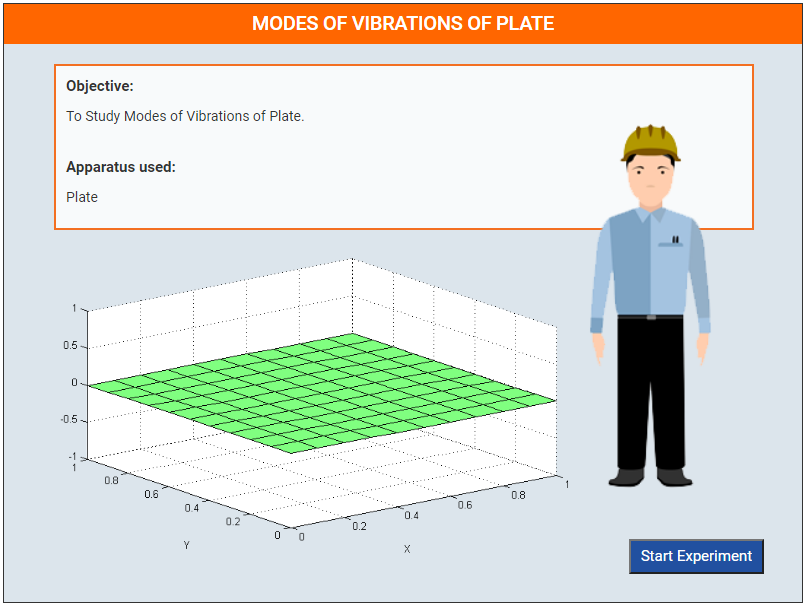 MODES OF VIBRATIONS OF PLATE
Objective:
To Study Modes of Vibrations of Plate.
Apparatus used:
Plate
1
0.5
0
-0.5
-1
1
0.8
0.6
0.4
0.2
0
Y
0
0.2
0.4
0.6
0.8
1
X
Start Experiment